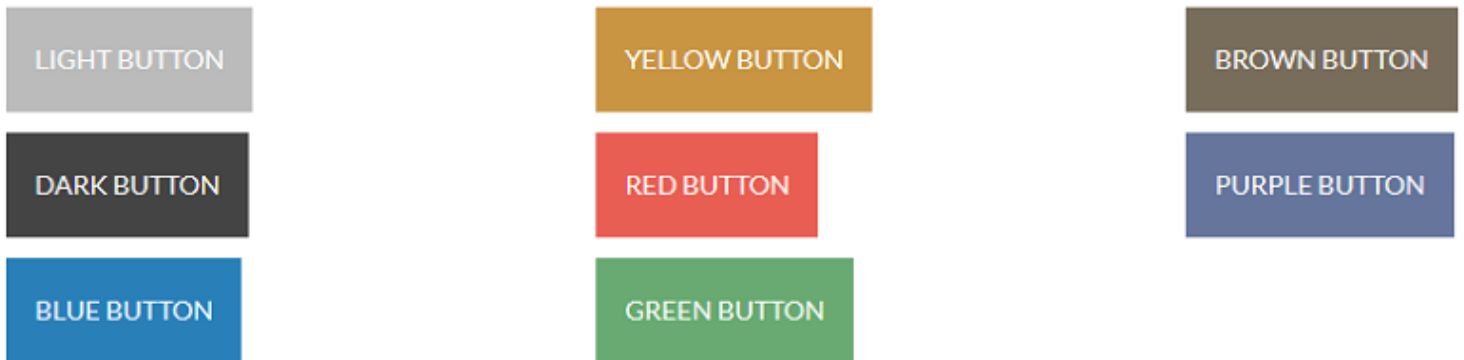 LIGHT BUTTON
YELLOW BUTTON
BROWN BUTTON
DARK BUTTON
RED BUTTON
PURPLE BUTTON
BLUE BUTTON
GREEN BUTTON